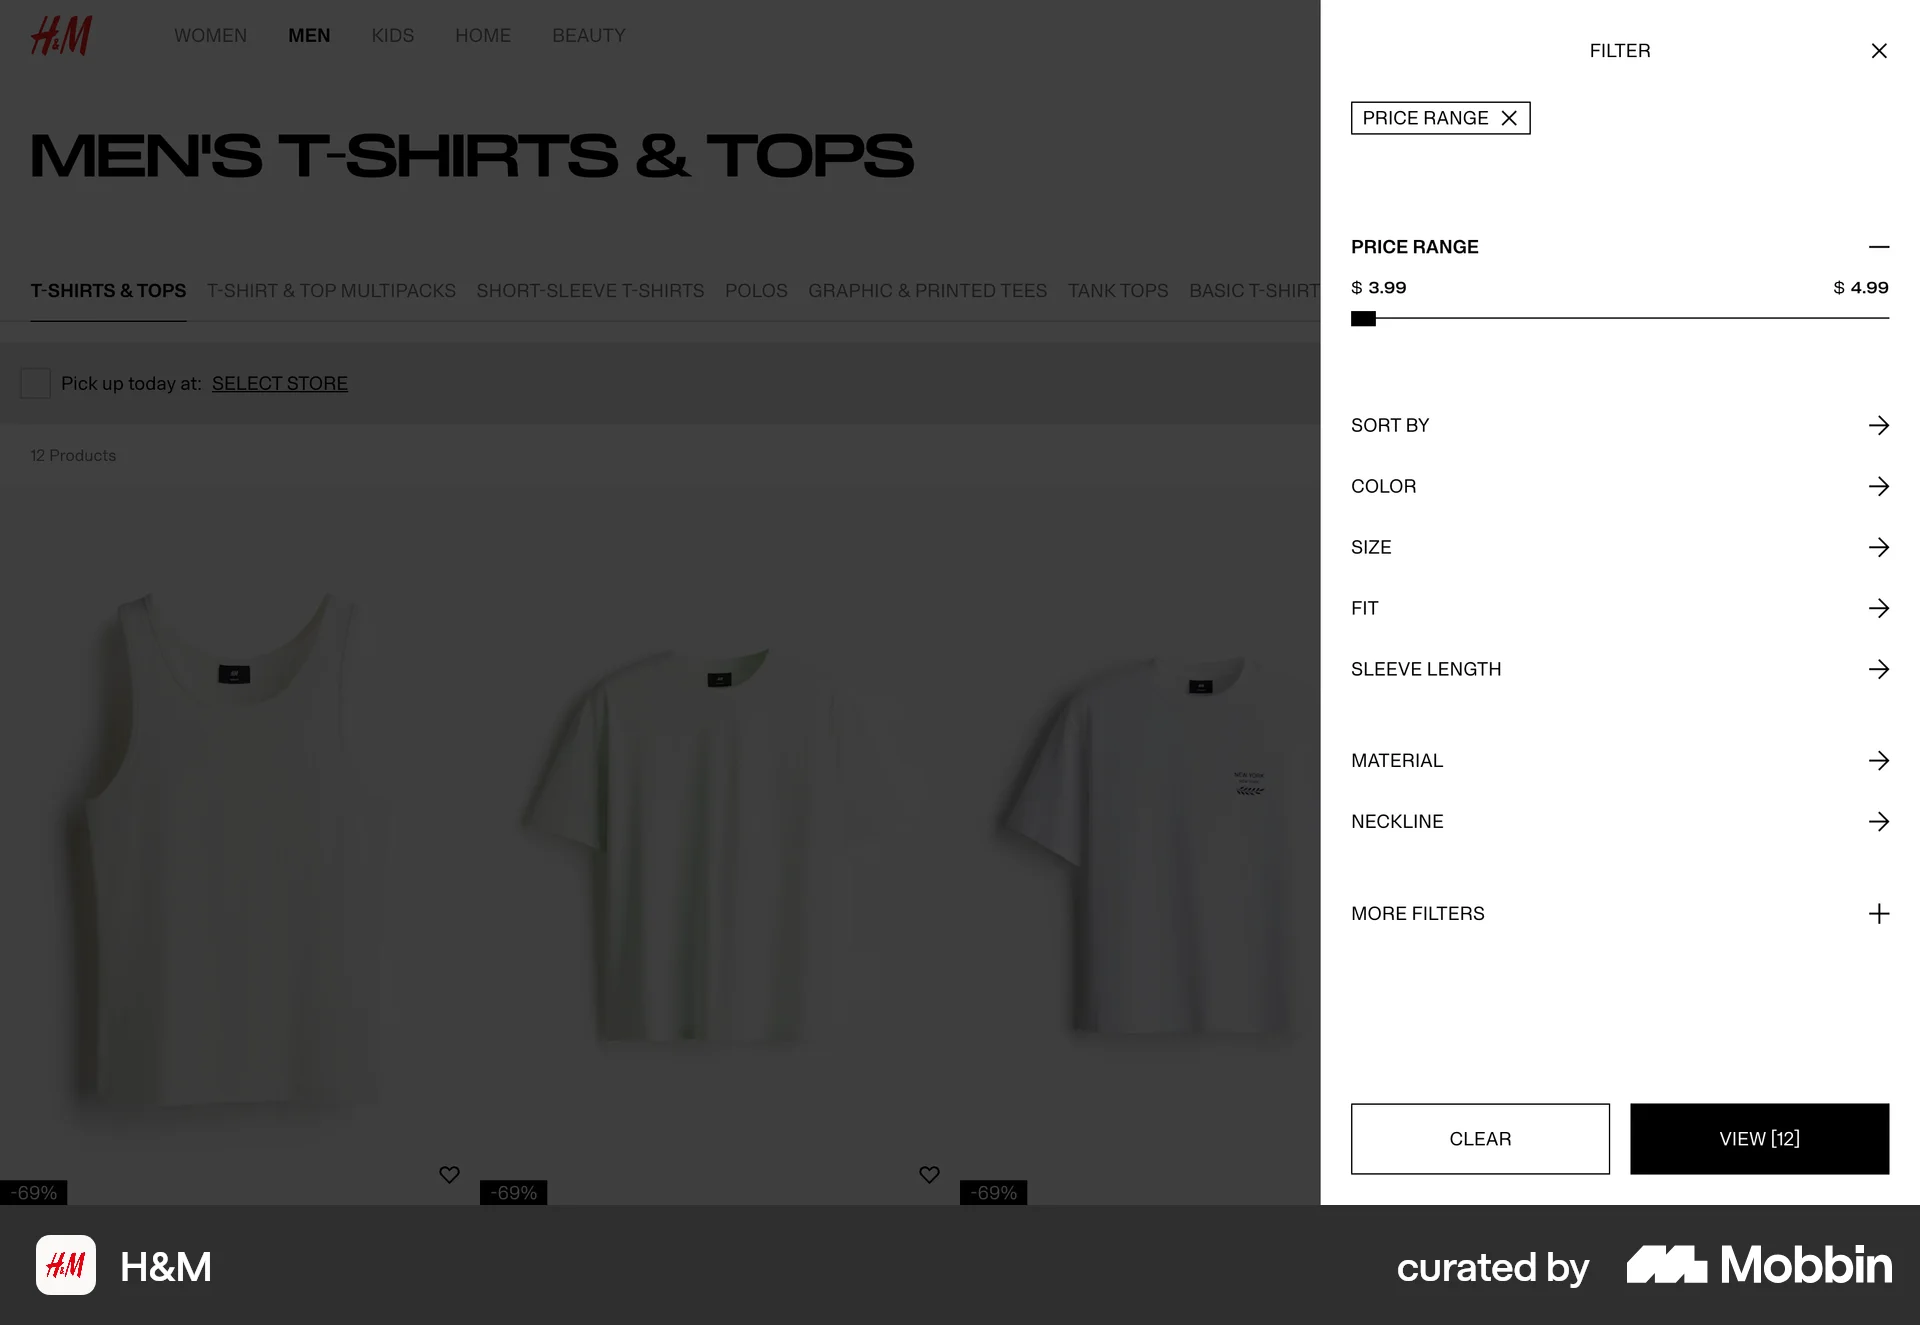 H&M
WOMEN MEN KIDS HOME BEAUTY
MEN'S T-SHIRTS & TOPS
T-SHIRTS & TOPS T-SHIRT & TOP MULTIPACKS SHORT-SLEEVE T-SHIRTS POLOS GRAPHIC & PRINTED TEES TANK TOPS BASIC T-SHIRT
Pick up today at: SELECT STORE
12 Products
NEW YORK
-69%
-69%
-69%
FILTER
PRICE RANGE
PRICE RANGE
$ 3.99 $ 4.99
SORT BY
COLOR
SIZE
FIT
SLEEVE LENGTH
MATERIAL
NECKLINE
MORE FILTERS
CLEAR VIEW [12]
H&M H&M
curated by Mobbin